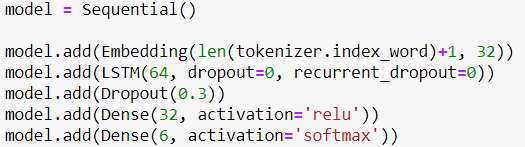 model = Sequential()
model.add(Embedding(len(tokenizer.index_word)+1, 32))
model.add(LSTM(64, dropout=0, recurrent_dropout=0))
model.add(Dropout(0.3))
model.add(Dense(32, activation='relu'))
model.add(Dense(6, activation='softmax'))